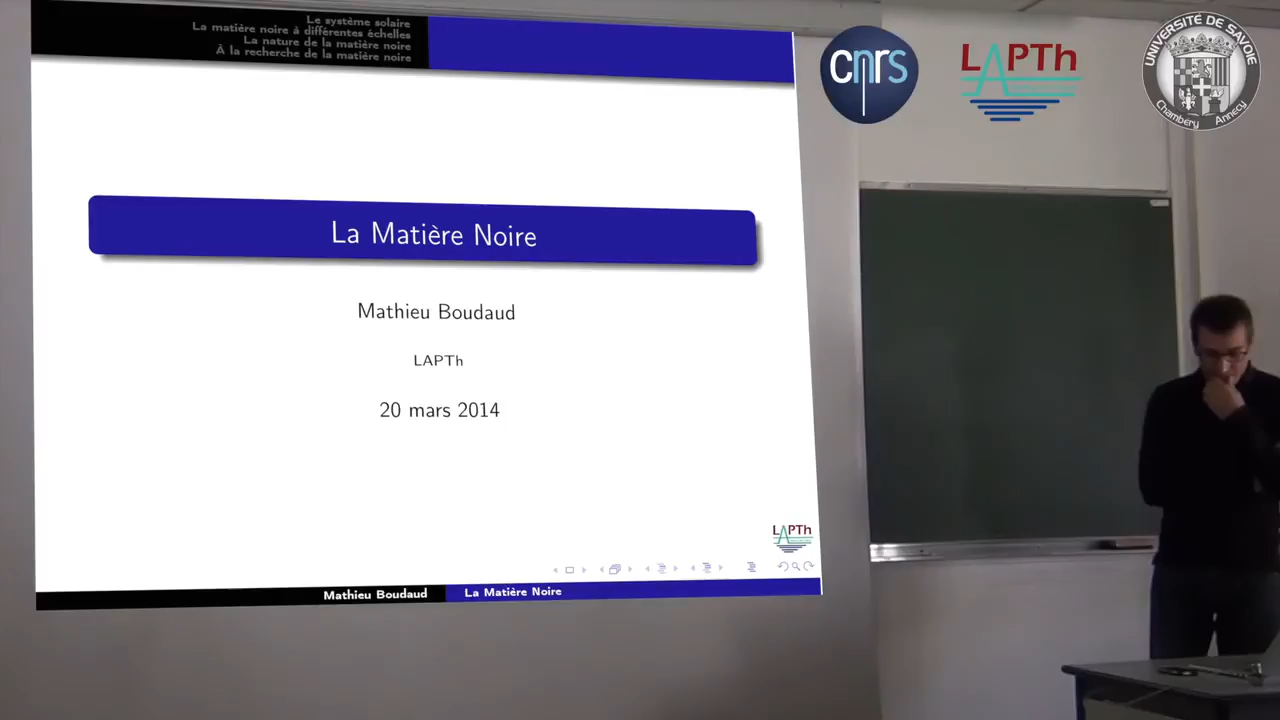 Le système solaire
La matière noire à différentes échelles
La nature de la matière noire
À la recherche de la matière noire
La Matière Noire
Mathieu Boudaud
LAPTh
20 mars 2014
LAPTh
Mathieu Boudaud
La Matière Noire
cnrs
LAPTh
UNIVERSITÉ DE SAVOIE
Chambéry Annecy